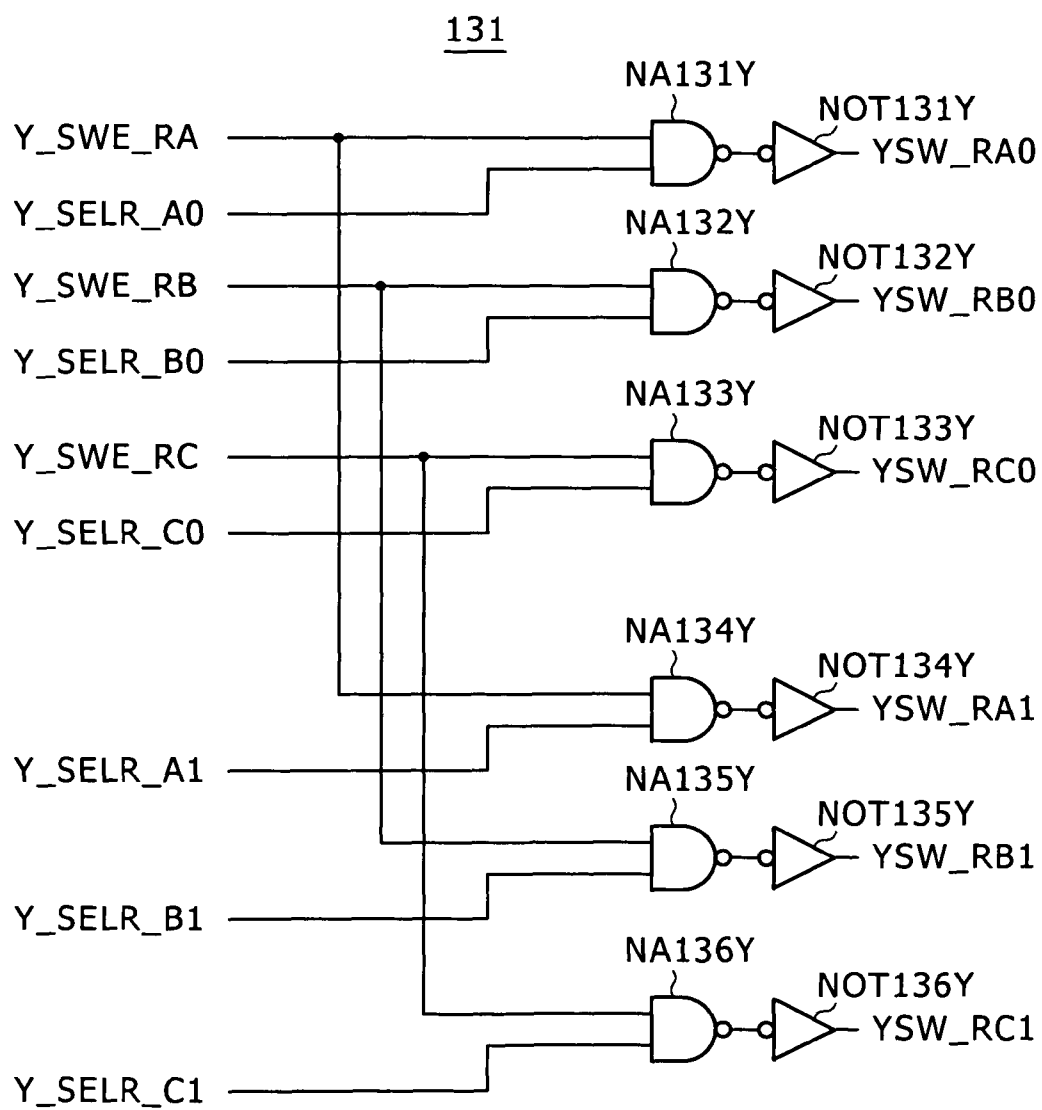 131
NA131Y
NOT131Y
Y_SWE_RA
YSW_RA0
Y_SELR_A0
NA132Y
NOT132Y
Y_SWE_RB
YSW_RB0
Y_SELR_B0
NA133Y
NOT133Y
Y_SWE_RC
YSW_RC0
Y_SELR_C0
NA134Y
NOT134Y
YSW_RA1
Y_SELR_A1
NA135Y
NOT135Y
YSW_RB1
Y_SELR_B1
NA136Y
NOT136Y
YSW_RC1
Y_SELR_C1